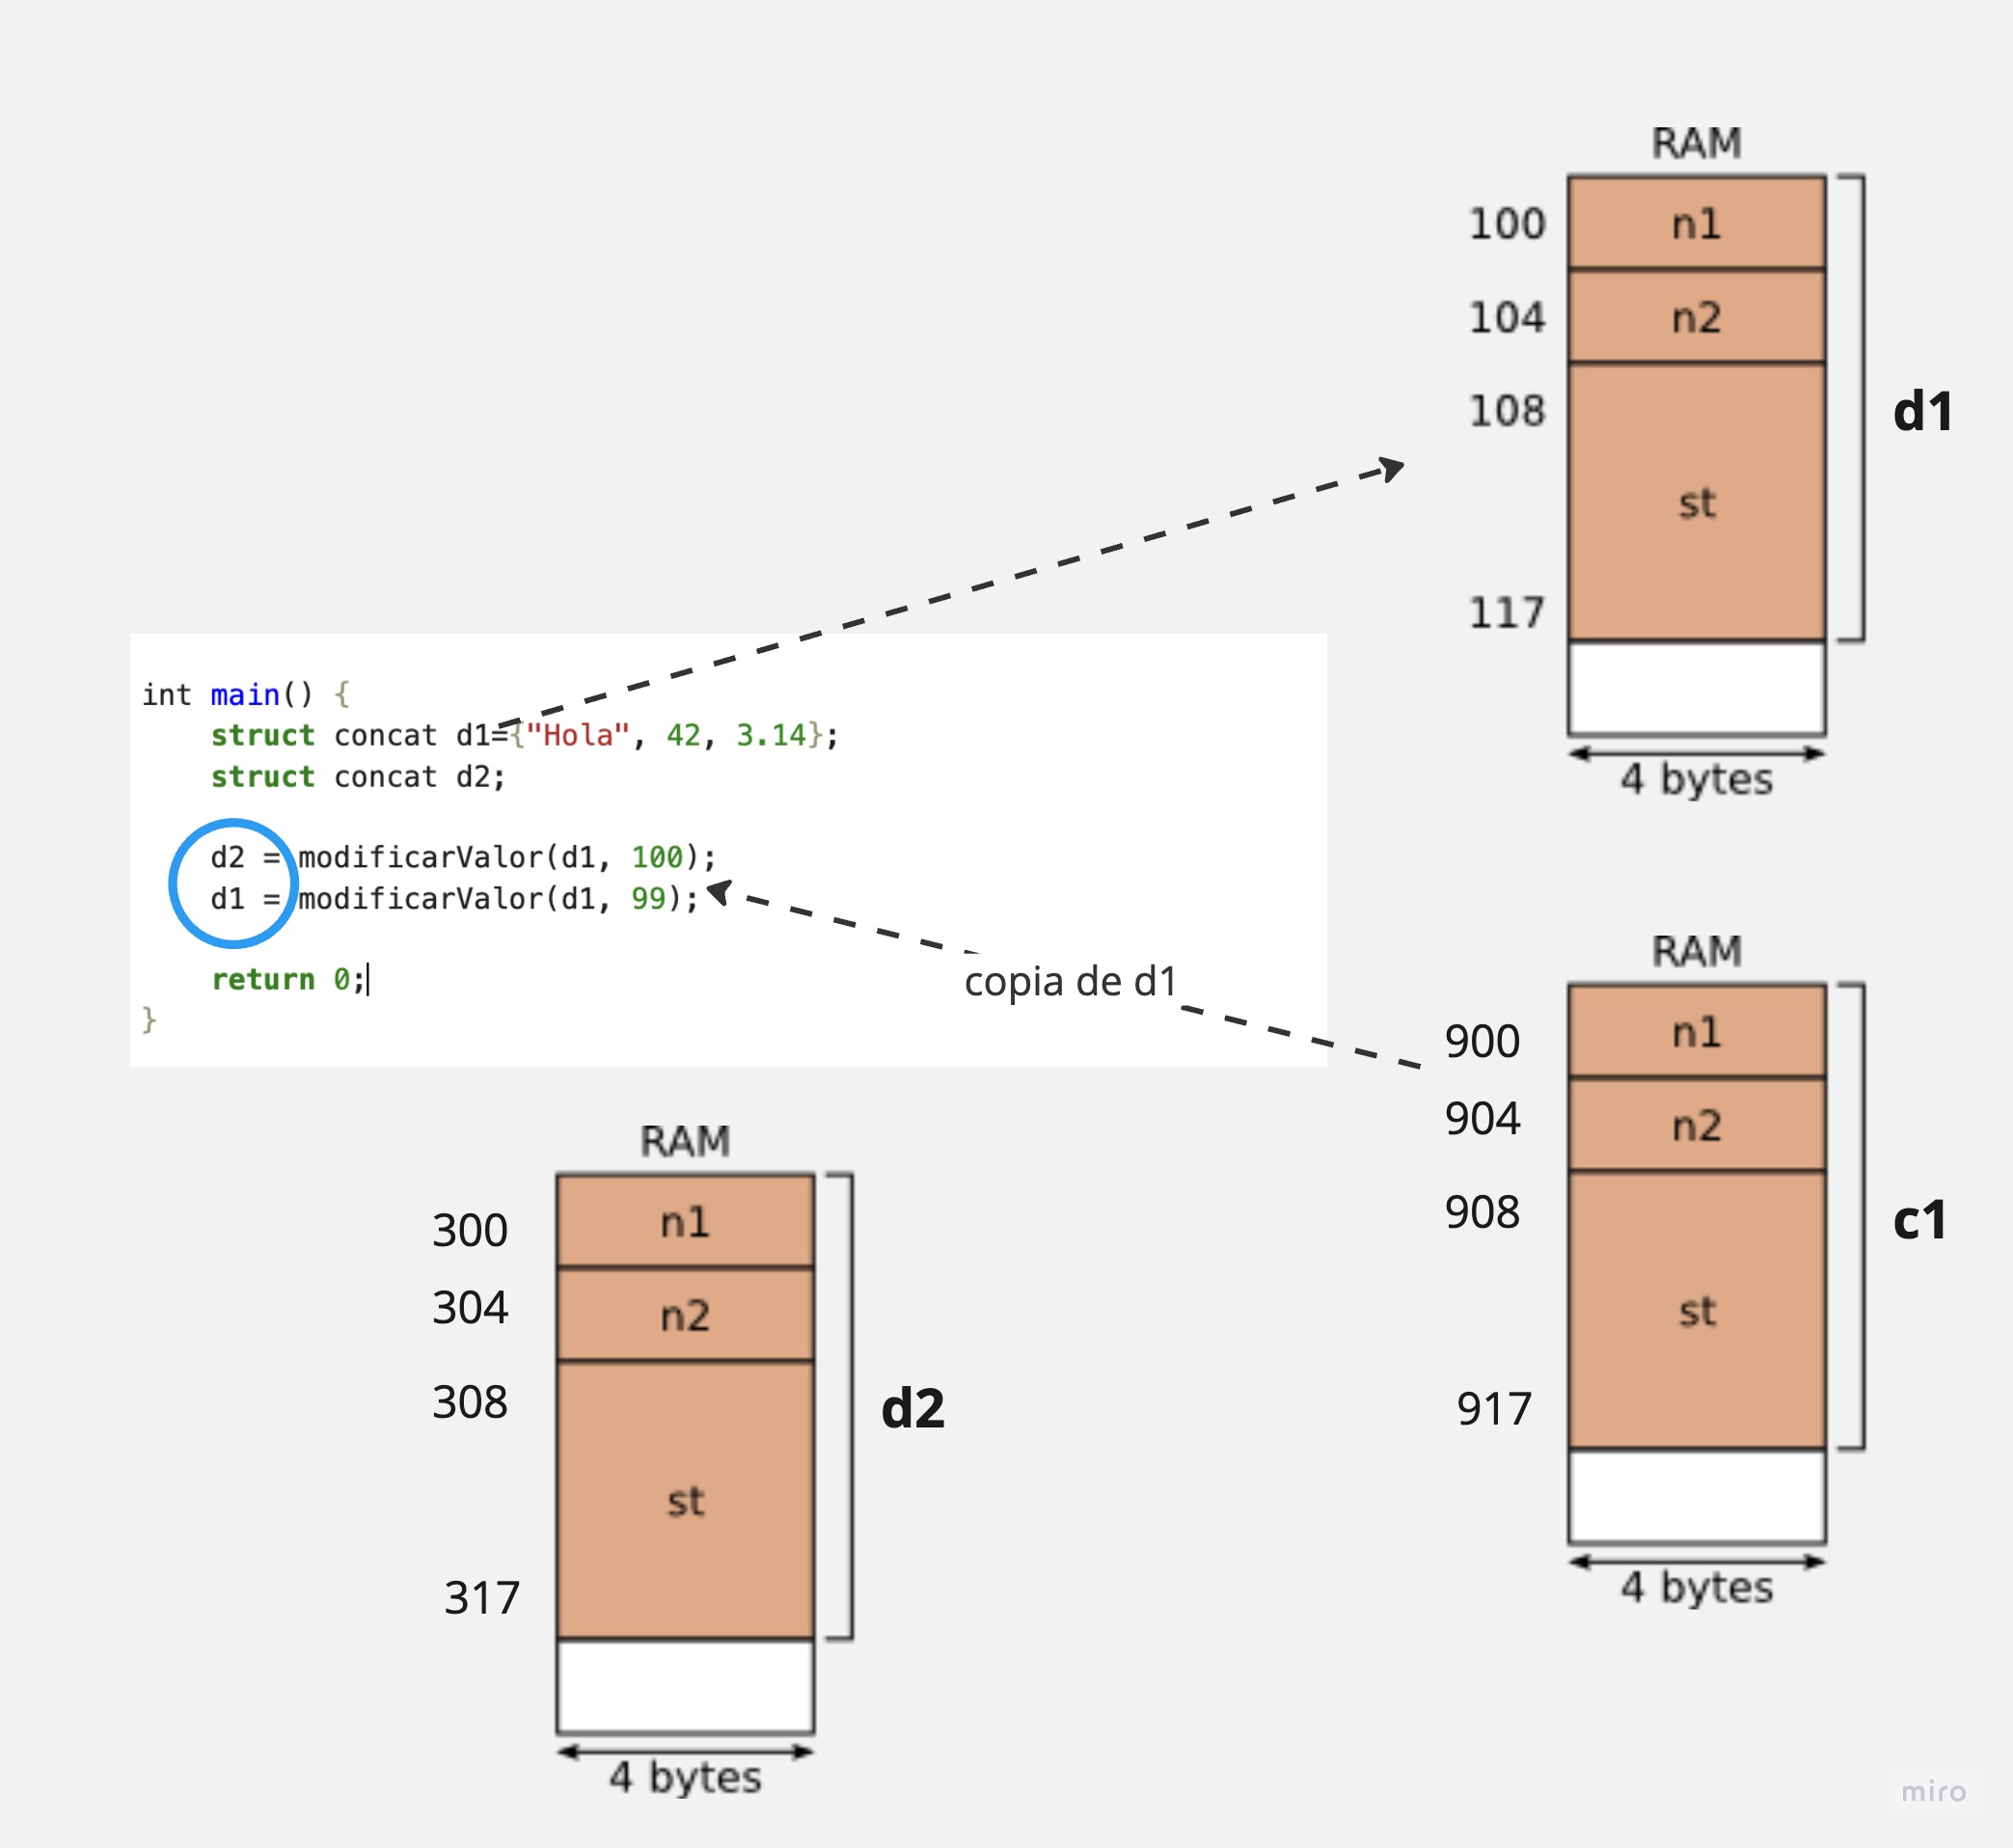 RAM
100
n1
104
n2
108
d1
st
117
4 bytes
int main() {
struct concat d1={"Hola", 42, 3.14};
struct concat d2;
d2 = modificarValor(d1, 100);
d1 = modificarValor(d1, 99);
return 0;
}
copia de d1
RAM
900
n1
904
n2
908
c1
st
917
4 bytes
RAM
300
n1
304
n2
308
d2
st
317
4 bytes
miro